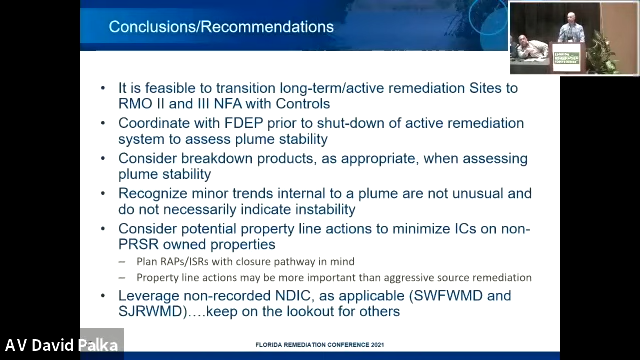 Conclusions/Recommendations
• It is feasible to transition long-term/active remediation Sites to
RMO II and III NFA with Controls
• Coordinate with FDEP prior to shut-down of active remediation
system to assess plume stability
• Consider breakdown products, as appropriate, when assessing
plume stability
• Recognize minor trends internal to a plume are not unusual and
do not necessarily indicate instability
• Consider potential property line actions to minimize ICs on non-
PRSR owned properties
– Plan RAPs/ISRs with closure pathway in mind
– Property line actions may be more important than aggressive source remediation
• Leverage non-recorded NDIC, as applicable (SWFWMD and
SJRWMD)….keep on the lookout for others
FLORIDA REMEDIATION CONFERENCE 2021
AV David Palka